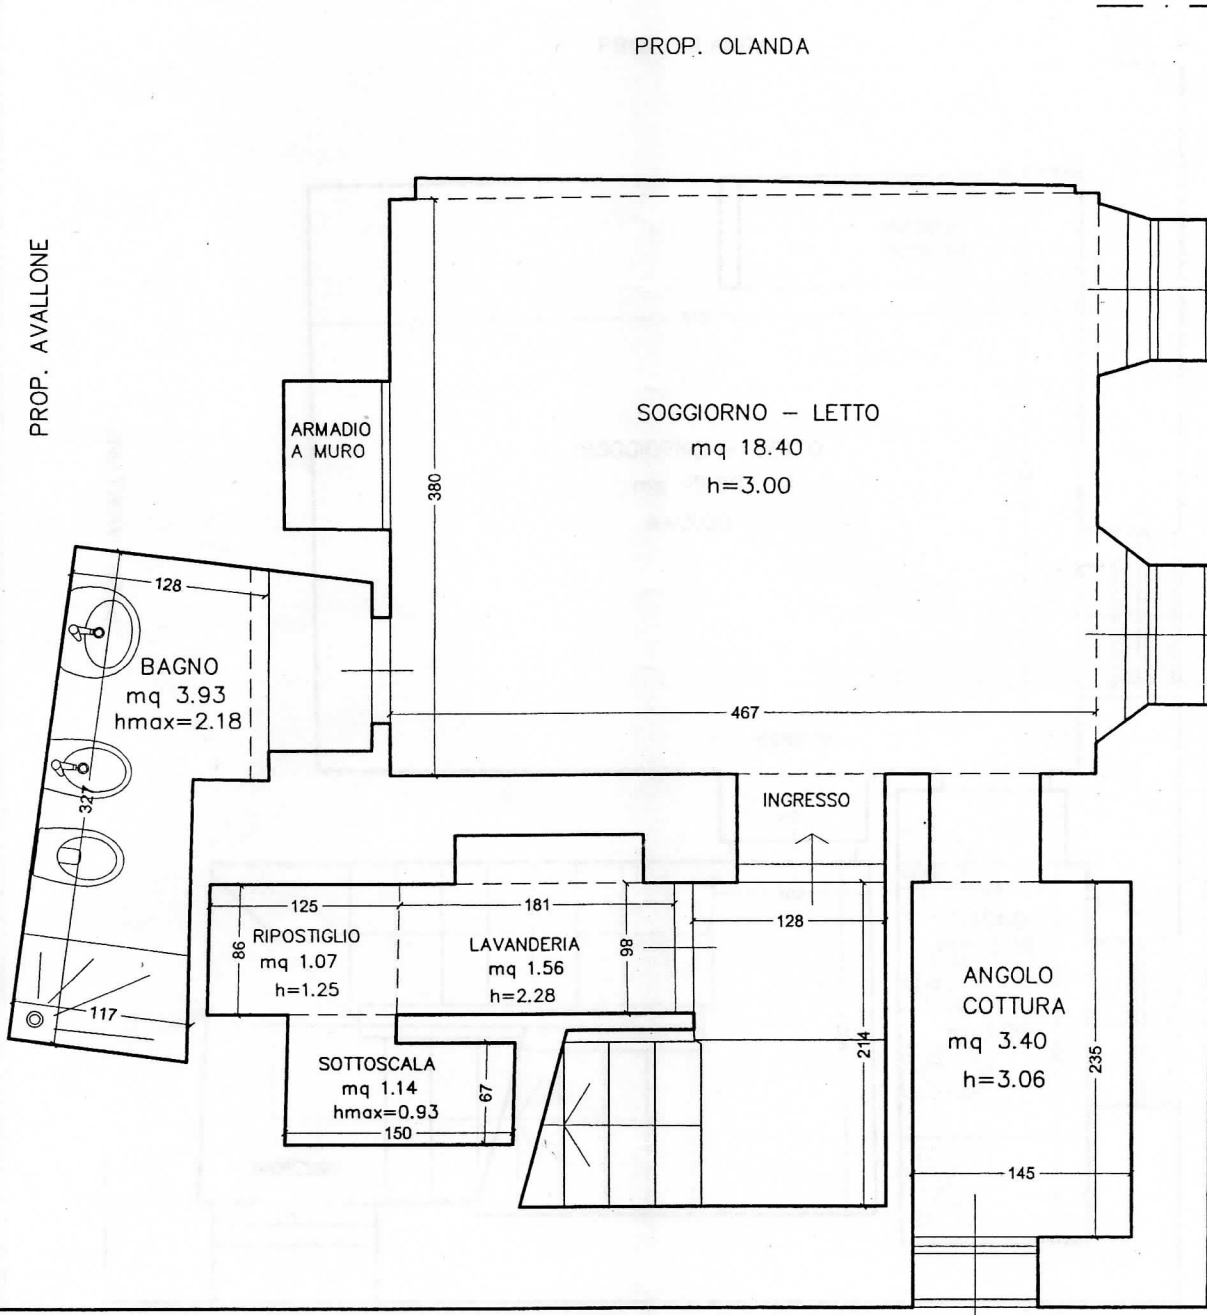 PROP. OLANDA
PROP. AVALLONE
ARMADIO
A MURO
SOGGIORNO – LETTO
mq 18.40
h=3.00
380
128
BAGNO
mq 3.93
hmax=2.18
467
327
INGRESSO
125
181
128
86
RIPOSTIGLIO
mq 1.07
h=1.25
LAVANDERIA
mq 1.56
h=2.28
86
ANGOLO
COTTURA
mq 3.40
h=3.06
117
214
235
SOTTOSCALA
mq 1.14
hmax=0.93
67
150
145